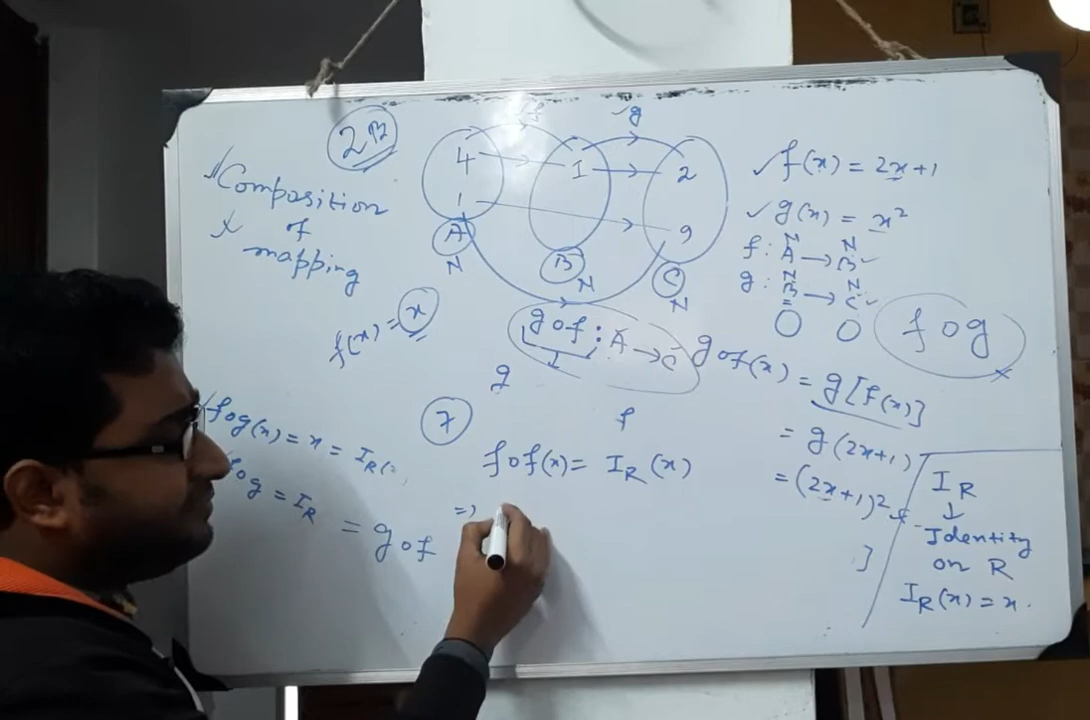 2B
Composition
of
mapping
f g
4 1 2
1 9
A B C
N N N
gof : A → C
f(x) = x
f(x) = 2x+1
g(x) = x²
N N
f : A → B
N N
g : B → C
fog
gof(x) = g[f(x)]
= g(2x+1)
= (2x+1)²
g f
7
fof(x) = I_R(x)
=)
fog(x) = x = I_R(
fog = I_R = gof
I_R
↓
Identity
on R
I_R(x) = x.